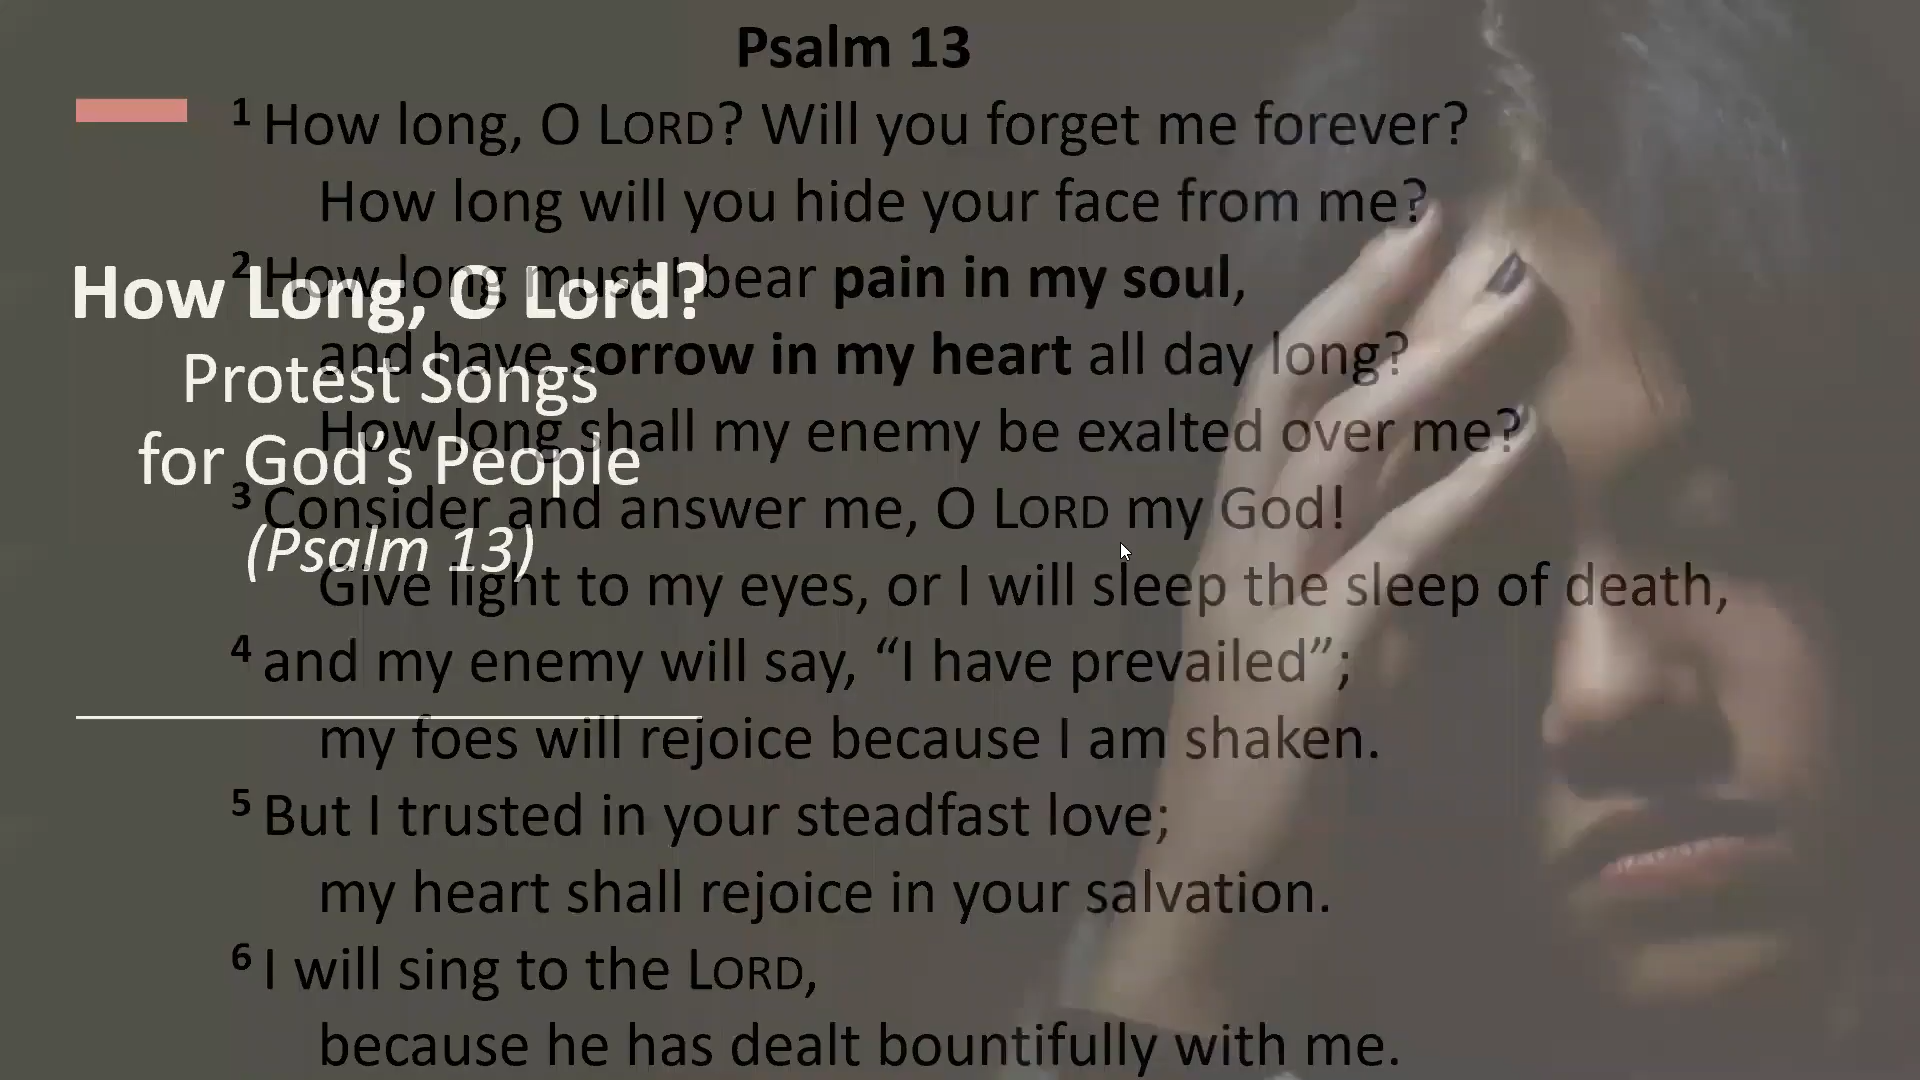 Psalm 13
1 How long, O LORD? Will you forget me forever?
How long will you hide your face from me?
2 How long must I bear pain in my soul,
and have sorrow in my heart all day long?
How long shall my enemy be exalted over me?
3 Consider and answer me, O LORD my God!
Give light to my eyes, or I will sleep the sleep of death,
4 and my enemy will say, “I have prevailed”;
my foes will rejoice because I am shaken.
5 But I trusted in your steadfast love;
my heart shall rejoice in your salvation.
6 I will sing to the LORD,
because he has dealt bountifully with me.
How Long, O Lord?
Protest Songs
for God’s People
(Psalm 13)